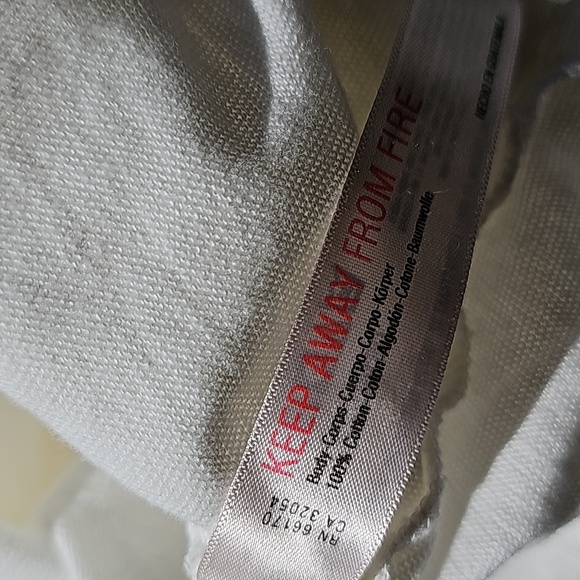 KEEP AWAY FROM FIRE
Body-Corps-Cuerpo-Corpo-Körper
100% Cotton-Coton-Algodón-Cotone-Baumwolle
RN 66170
CA 32054